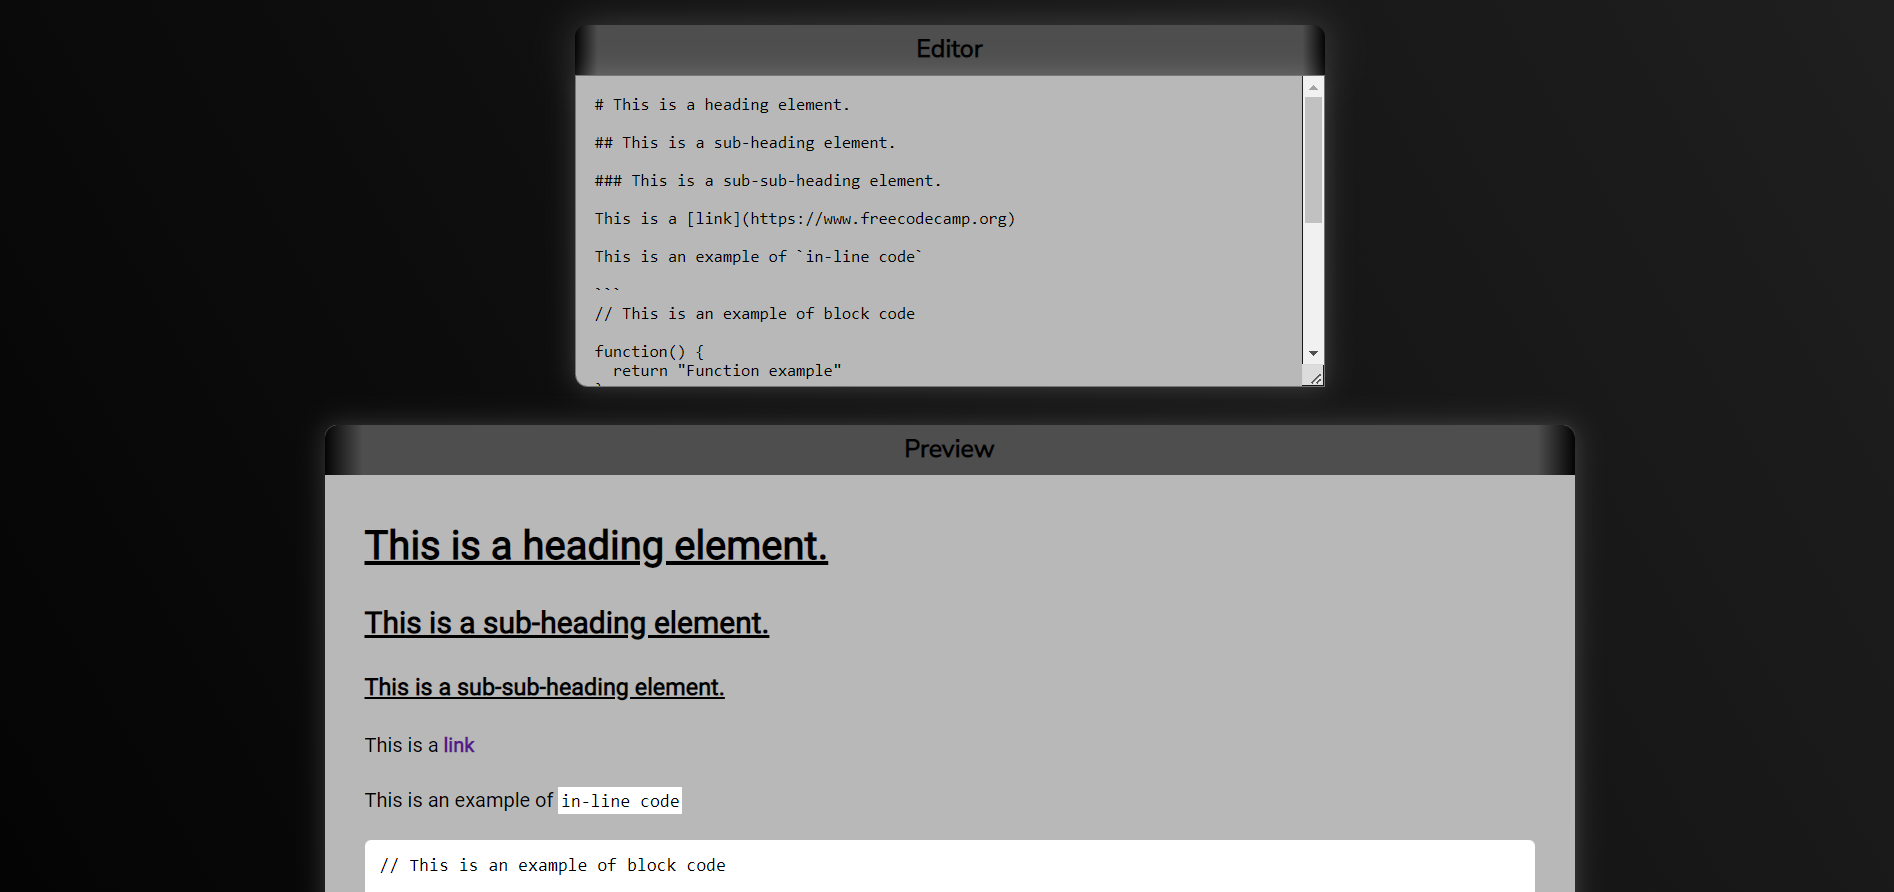 Editor
# This is a heading element.
## This is a sub-heading element.
### This is a sub-sub-heading element.
This is a [link](https://www.freecodecamp.org)
This is an example of `in-line code`
```
// This is an example of block code
function() {
  return "Function example"
Preview
This is a heading element.
This is a sub-heading element.
This is a sub-sub-heading element.
This is a link
This is an example of in-line code
// This is an example of block code